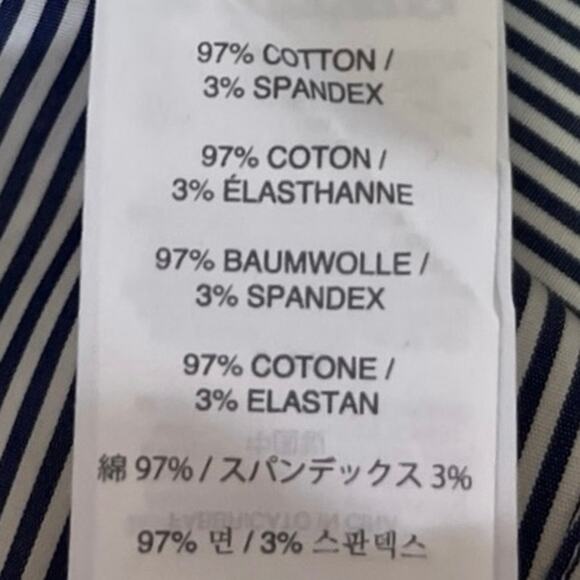 97% COTTON /
3% SPANDEX
97% COTON /
3% ÉLASTHANNE
97% BAUMWOLLE /
3% SPANDEX
97% COTONE /
3% ELASTAN
綿 97% / スパンデックス 3%
97% 면 / 3% 스판덱스